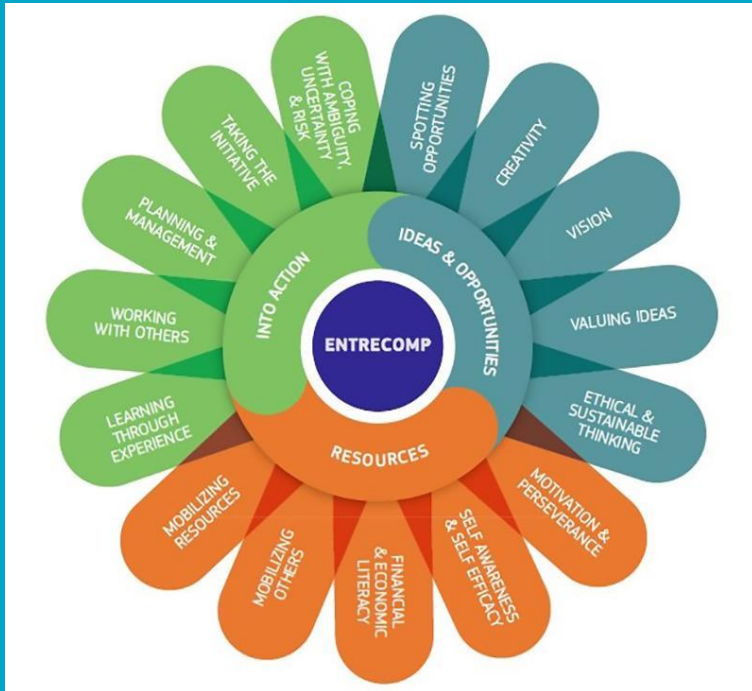 ENTRECOMP
IDEAS & OPPORTUNITIES
SPOTTING
OPPORTUNITIES
CREATIVITY
VISION
VALUING IDEAS
ETHICAL &
SUSTAINABLE
THINKING
RESOURCES
MOTIVATION &
PERSEVERANCE
SELF AWARENESS
& SELF EFFICACY
FINANCIAL
& ECONOMIC
LITERACY
MOBILIZING
OTHERS
MOBILIZING
RESOURCES
INTO ACTION
LEARNING
THROUGH
EXPERIENCE
WORKING
WITH OTHERS
PLANNING &
MANAGEMENT
TAKING THE
INITIATIVE
COPING
WITH AMBIGUITY,
UNCERTAINTY
& RISK